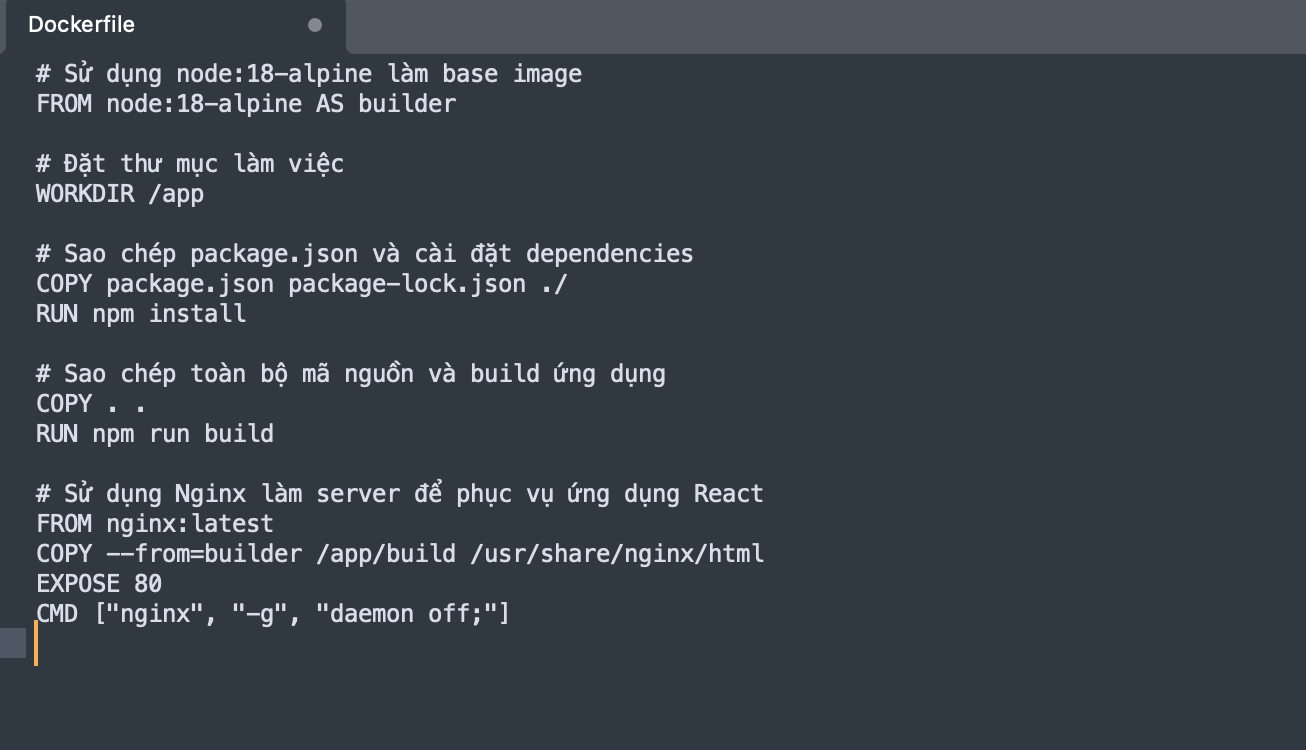 Dockerfile
# Sử dụng node:18-alpine làm base image
FROM node:18-alpine AS builder
# Đặt thư mục làm việc
WORKDIR /app
# Sao chép package.json và cài đặt dependencies
COPY package.json package-lock.json ./
RUN npm install
# Sao chép toàn bộ mã nguồn và build ứng dụng
COPY . .
RUN npm run build
# Sử dụng Nginx làm server để phục vụ ứng dụng React
FROM nginx:latest
COPY --from=builder /app/build /usr/share/nginx/html
EXPOSE 80
CMD ["nginx", "-g", "daemon off;"]